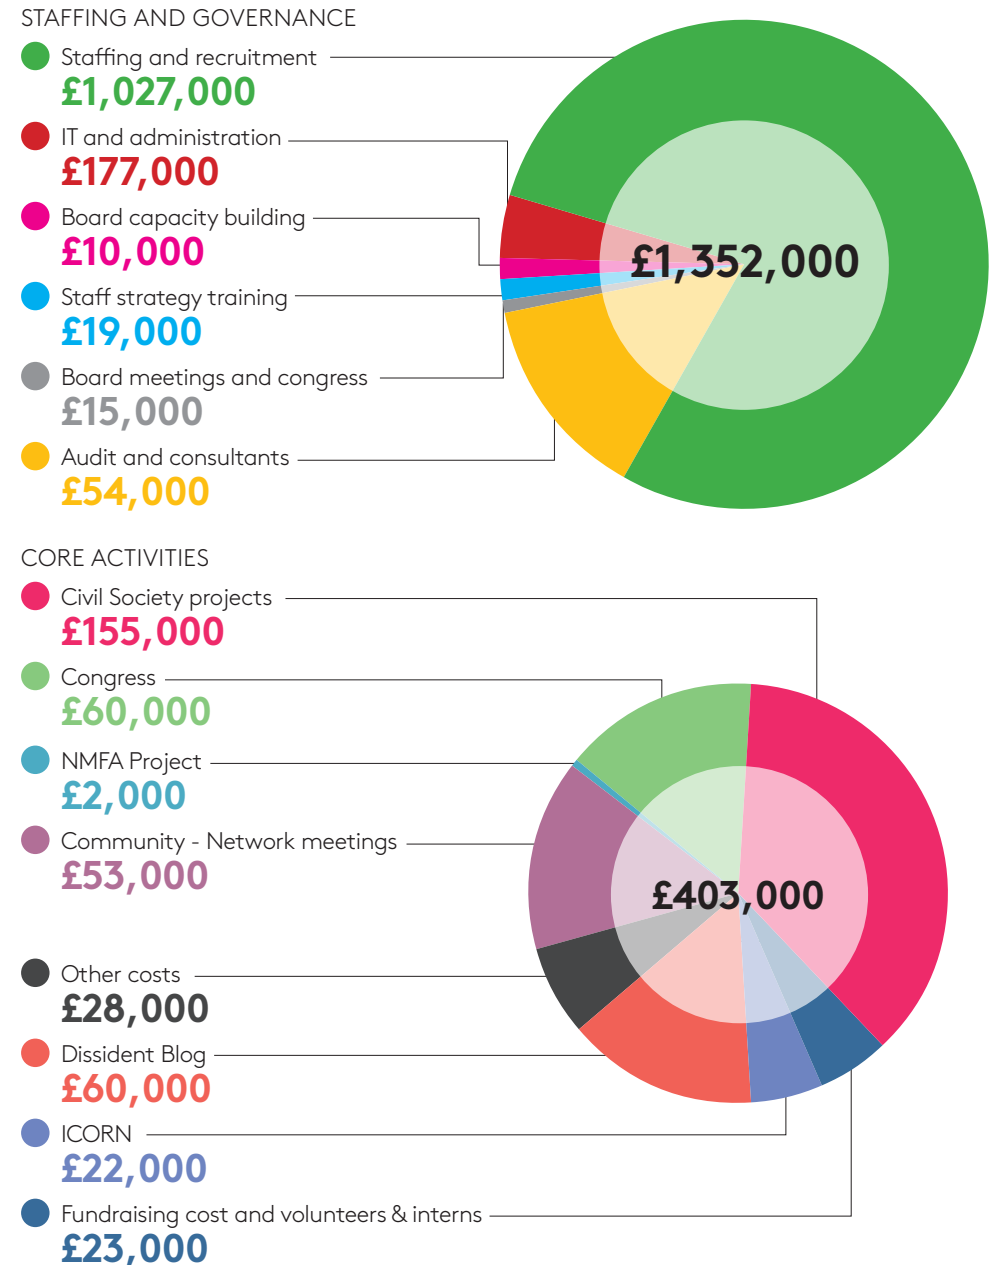 STAFFING AND GOVERNANCE
Staffing and recruitment
£1,027,000
IT and administration
£177,000
Board capacity building
£10,000
Staff strategy training
£19,000
Board meetings and congress
£15,000
Audit and consultants
£54,000
£1,352,000
CORE ACTIVITIES
Civil Society projects
£155,000
Congress
£60,000
NMFA Project
£2,000
Community - Network meetings
£53,000
Other costs
£28,000
Dissident Blog
£60,000
ICORN
£22,000
Fundraising cost and volunteers & interns
£23,000
£403,000